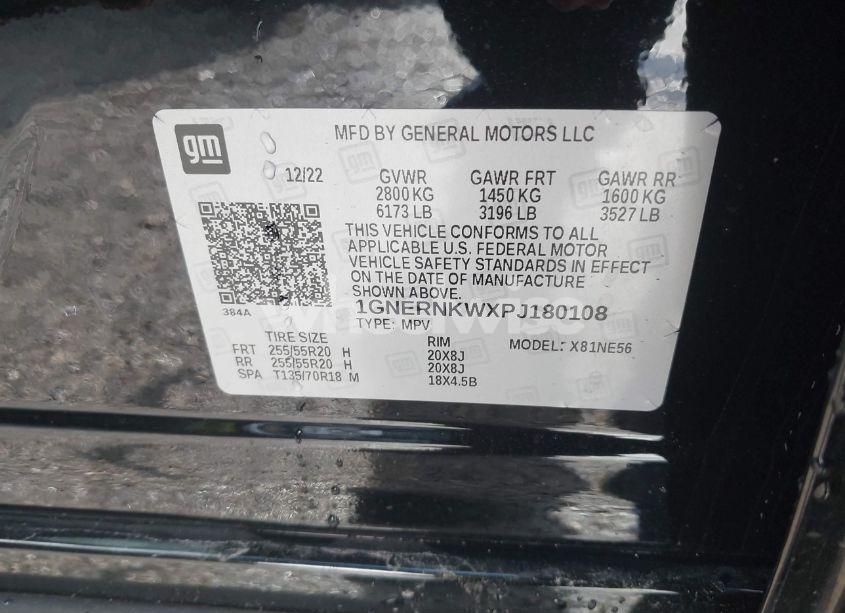 gm
MFD BY GENERAL MOTORS LLC
12/22
GVWR GAWR FRT GAWR RR
2800 KG 1450 KG 1600 KG
6173 LB 3196 LB 3527 LB
THIS VEHICLE CONFORMS TO ALL
APPLICABLE U.S. FEDERAL MOTOR
VEHICLE SAFETY STANDARDS IN EFFECT
ON THE DATE OF MANUFACTURE
SHOWN ABOVE.
384A
1GNERNKWXPJ180108
TYPE: MPV
MODEL: X81NE56
TIRE SIZE RIM
FRT 255/55R20 H 20X8J
RR 255/55R20 H 20X8J
SPA T135/70R18 M 18X4.5B